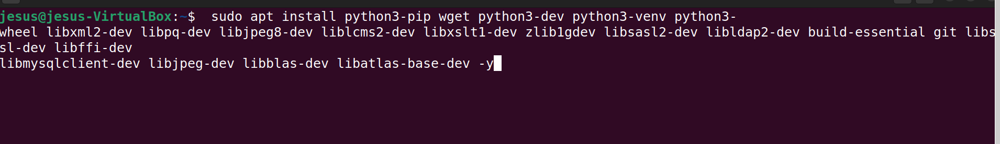 jesus@jesus-VirtualBox:~$  sudo apt install python3-pip wget python3-dev python3-venv python3-
wheel libxml2-dev libpq-dev libjpeg8-dev liblcms2-dev libxslt1-dev zlib1gdev libsasl2-dev libldap2-dev build-essential git libs
sl-dev libffi-dev
libmysqlclient-dev libjpeg-dev libblas-dev libatlas-base-dev -y